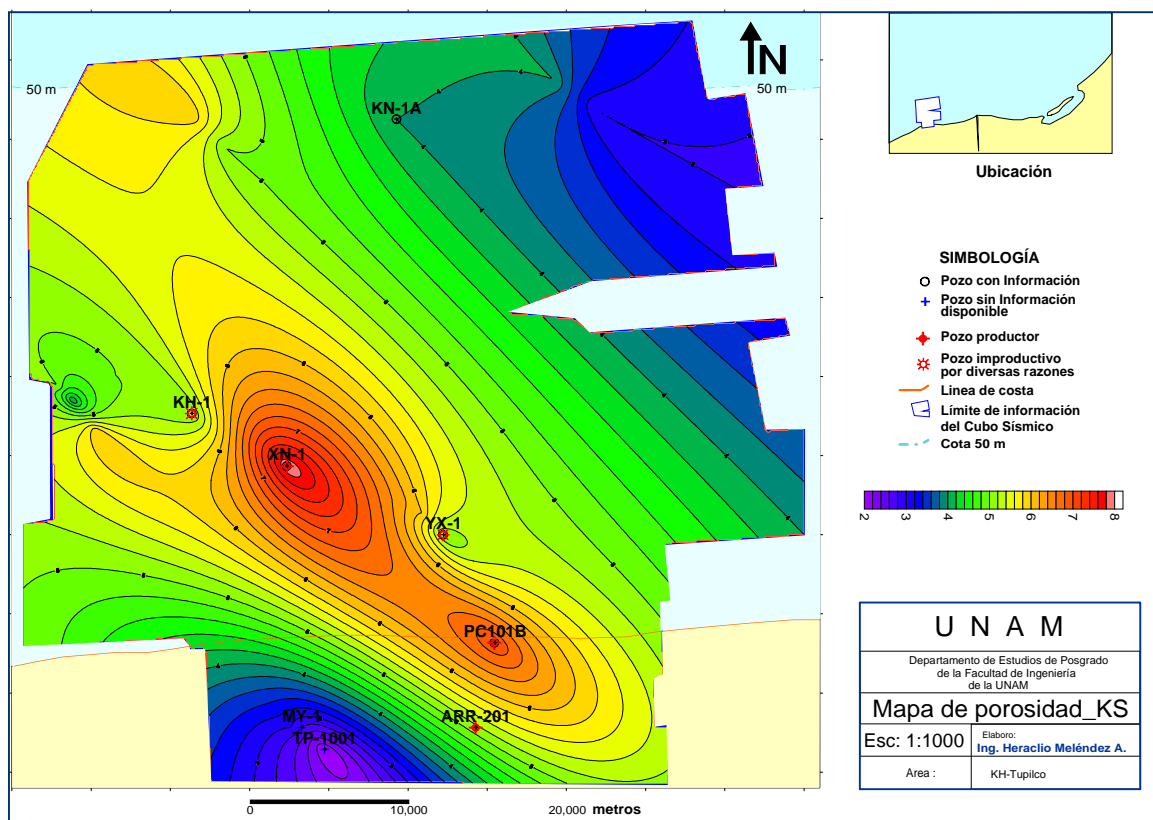 50 m
N
50 m
KN-1A
KH-1
XN-1
YX-1
PC101B
MY-1
ARR-201
TP-1001
0
10,000
20,000
metros
Ubicación
SIMBOLOGÍA
Pozo con Información
Pozo sin Información
disponible
Pozo productor
Pozo improductivo
por diversas razones
Linea de costa
Límite de información
del Cubo Sísmico
Cota 50 m
2
3
4
5
6
7
8
U N A M
Departamento de Estudios de Posgrado
de la Facultad de Ingeniería
de la UNAM
Mapa de porosidad_KS
Esc: 1:1000
Elaboro:
Ing. Heraclio Meléndez A.
Area :
KH-Tupilco